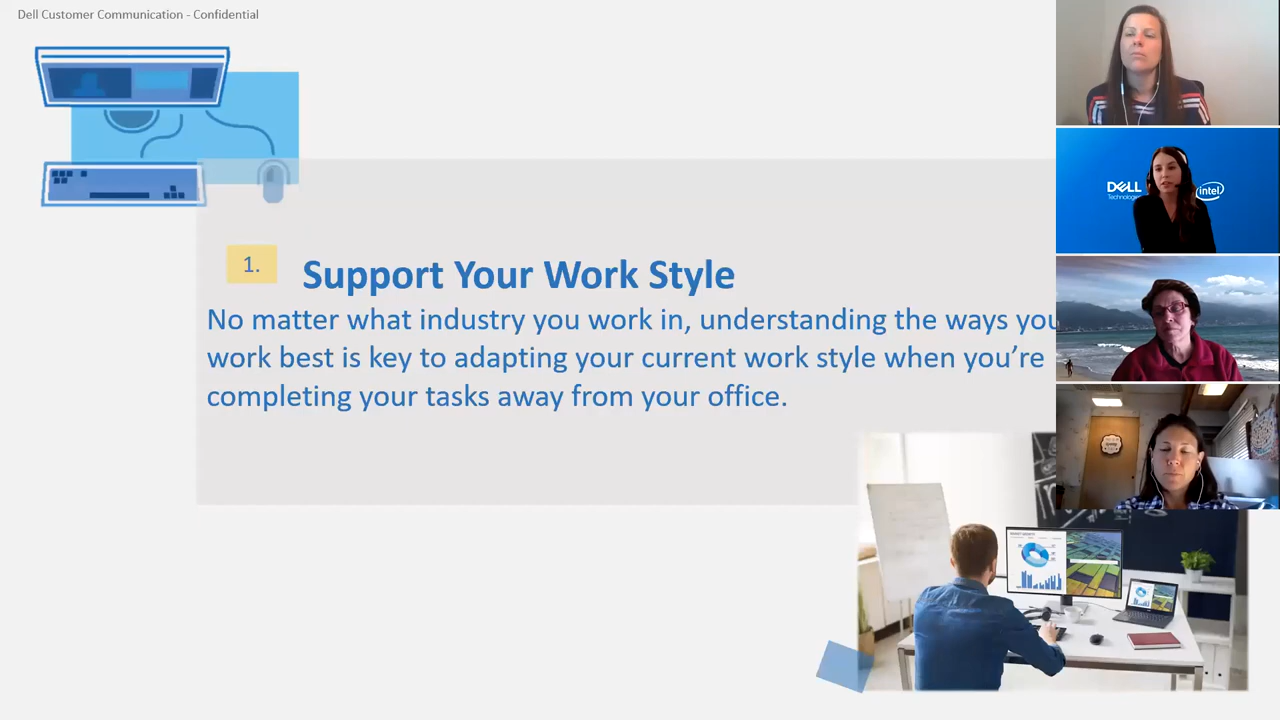 Dell Customer Communication - Confidential
1.
Support Your Work Style
No matter what industry you work in, understanding the ways you
work best is key to adapting your current work style when you're
completing your tasks away from your office.
DELL
Technologies
intel